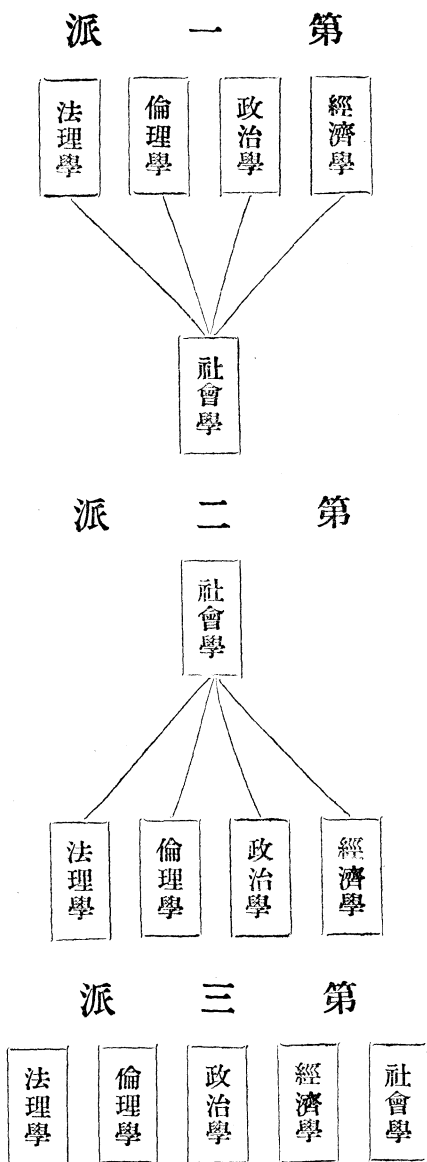 第一派
經濟學
政治學
倫理學
法理學
社會學
第二派
社會學
經濟學
政治學
倫理學
法理學
第三派
社會學
經濟學
政治學
倫理學
法理學